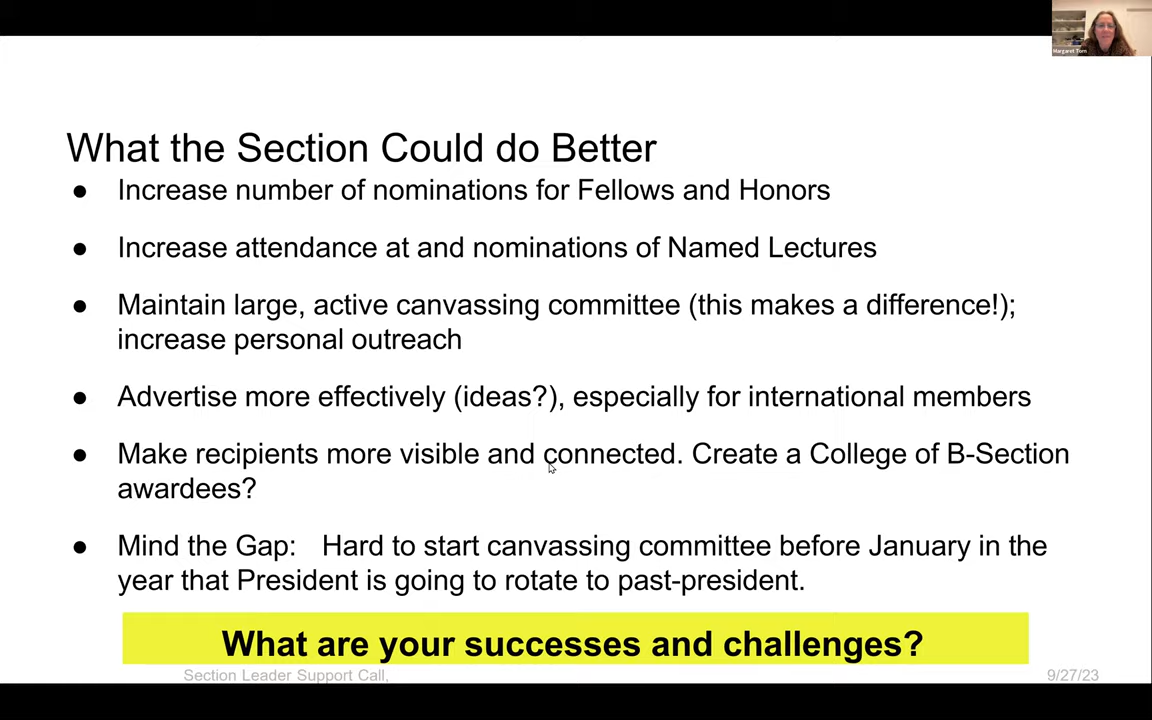 Margaret Torn
What the Section Could do Better
● Increase number of nominations for Fellows and Honors
● Increase attendance at and nominations of Named Lectures
● Maintain large, active canvassing committee (this makes a difference!);
increase personal outreach
● Advertise more effectively (ideas?), especially for international members
● Make recipients more visible and connected. Create a College of B-Section
awardees?
● Mind the Gap: Hard to start canvassing committee before January in the
year that President is going to rotate to past-president.
What are your successes and challenges?
Section Leader Support Call,
9/27/23